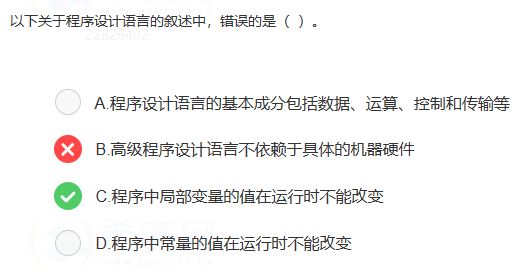 以下关于程序设计语言的叙述中，错误的是（ ）。
A.程序设计语言的基本成分包括数据、运算、控制和传输等
B.高级程序设计语言不依赖于具体的机器硬件
C.程序中局部变量的值在运行时不能改变
D.程序中常量的值在运行时不能改变